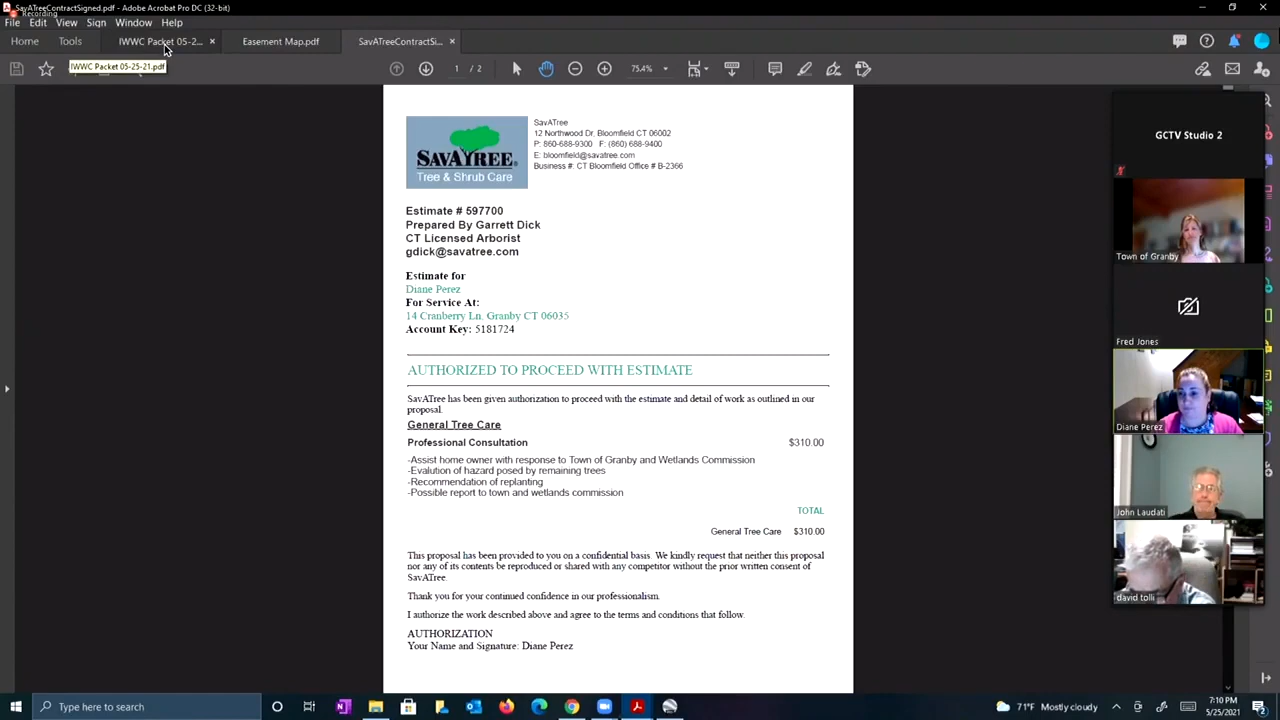 SavATreeContractSigned.pdf - Adobe Acrobat Pro DC (32-bit)
Recording
Home
Tools
IWWC Packet 05-2...
Easement Map.pdf
SavATreeContractSi...
IWWC Packet 05-25-21.pdf
1 / 2
75.4%
SAVATREE®
Tree & Shrub Care
SavATree
12 Northwood Dr, Bloomfield CT 06002
P: 860-688-9300 F: (860) 688-9400
E: bloomfield@savatree.com
Business #: CT Bloomfield Office # B-2366
Estimate # 597700
Prepared By Garrett Dick
CT Licensed Arborist
gdick@savatree.com
Estimate for
Diane Perez
For Service At:
14 Cranberry Ln. Granby CT 06035
Account Key: 5181724
AUTHORIZED TO PROCEED WITH ESTIMATE
SavATree has been given authorization to proceed with the estimate and detail of work as outlined in our
proposal.
General Tree Care
Professional Consultation $310.00
-Assist home owner with response to Town of Granby and Wetlands Commission
-Evalution of hazard posed by remaining trees
-Recommendation of replanting
-Possible report to town and wetlands commission
TOTAL
General Tree Care $310.00
This proposal has been provided to you on a confidential basis. We kindly request that neither this proposal
nor any of its contents be reproduced or shared with any competitor without the prior written consent of
SavATree.
Thank you for your continued confidence in our professionalism.
I authorize the work described above and agree to the terms and conditions that follow.
AUTHORIZATION
Your Name and Signature: Diane Perez
GCTV Studio 2
Town of Granby
Fred Jones
Diane Perez
John Laudati
david tolli
Type here to search
71°F Mostly cloudy
7:10 PM
5/25/2021